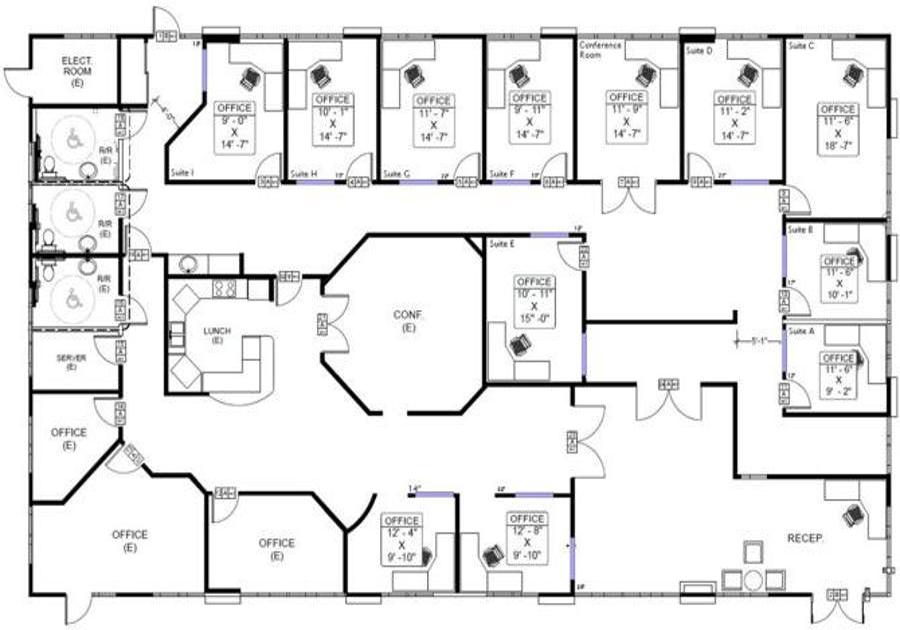 ELECT.
ROOM
(E)
OFFICE
9' - 0"
X
14' -7"
Suite I
OFFICE
10' - 1"
X
14' -7"
Suite H
OFFICE
11' - 7"
X
14' -7"
Suite G
OFFICE
9' - 11"
X
14' -7"
Suite F
Conference
Room
OFFICE
11' - 9"
X
14' -7"
Suite D
OFFICE
11' - 2"
X
14' -7"
Suite C
OFFICE
11' - 6"
X
18' -7"
R/R
(E)
R/R
(E)
R/R
(E)
Suite B
OFFICE
11' - 6"
X
10' -1"
Suite E
OFFICE
10' - 11"
X
15" -0"
CONF.
(E)
LUNCH
(E)
SERVER
(E)
5'-1"
Suite A
OFFICE
11' - 6"
X
9' - 2"
OFFICE
(E)
OFFICE
(E)
OFFICE
(E)
14"
OFFICE
12' - 4"
X
9' -10"
OFFICE
12' - 8"
X
9' -10"
RECEP.